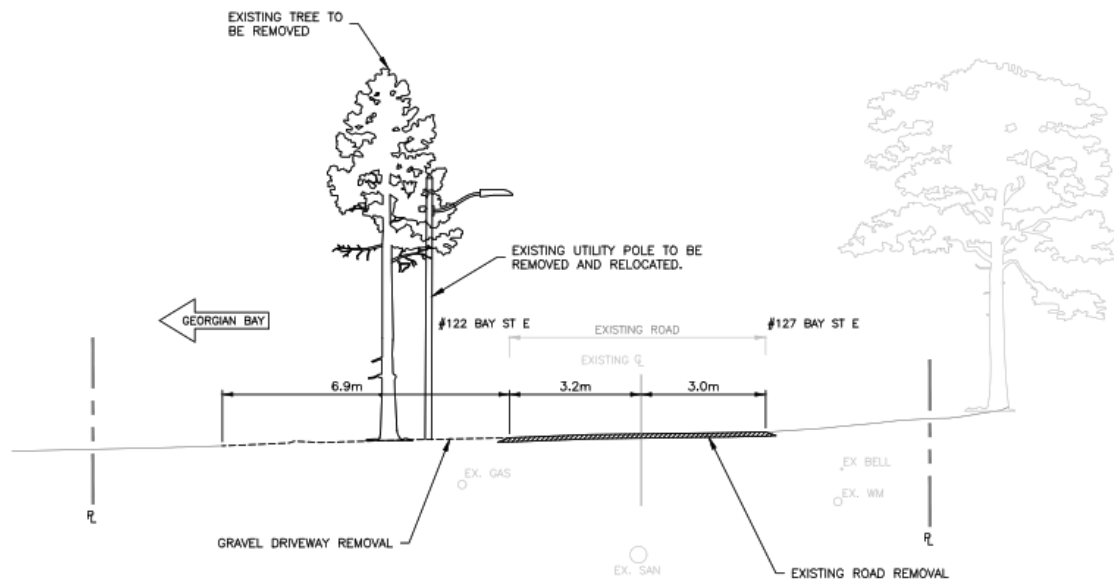 EXISTING TREE TO
BE REMOVED
EXISTING UTILITY POLE TO BE
REMOVED AND RELOCATED.
GEORGIAN BAY
#122 BAY ST E
EXISTING ROAD
#127 BAY ST E
EXISTING ℄
6.9m
3.2m
3.0m
EX. GAS
EX BELL
EX. WM
℄
GRAVEL DRIVEWAY REMOVAL
EX. SAN
EXISTING ROAD REMOVAL